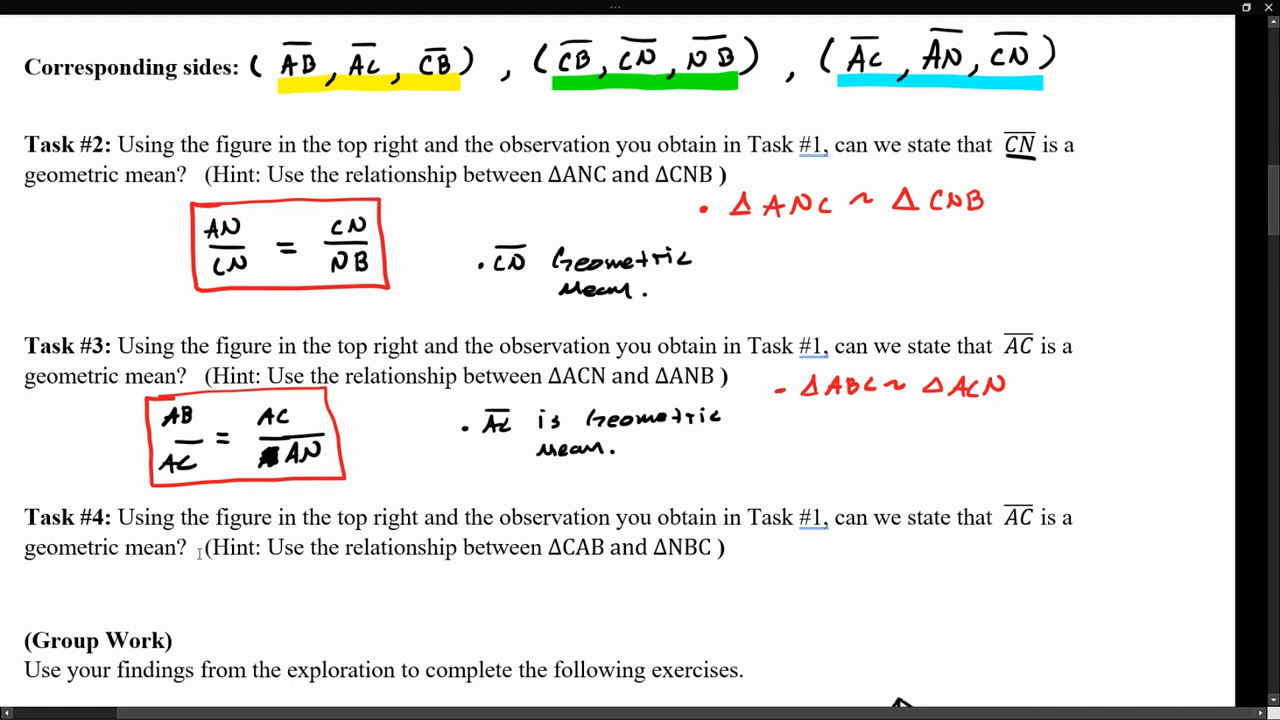 Corresponding sides: ( AB, AC, CB ), ( CB, CN, NB ), ( AC, AN, CN )
Task #2: Using the figure in the top right and the observation you obtain in Task #1, can we state that CN is a
geometric mean? (Hint: Use the relationship between ΔANC and ΔCNB )
• Δ ANC ~ Δ CNB
AN/CN = CN/NB
• CN Geometric
Mean.
Task #3: Using the figure in the top right and the observation you obtain in Task #1, can we state that AC is a
geometric mean? (Hint: Use the relationship between ΔACN and ΔANB )
- Δ ABC ~ Δ ACN
AB/AC = AC/AN
• AC is Geometric
Mean.
Task #4: Using the figure in the top right and the observation you obtain in Task #1, can we state that AC is a
geometric mean? (Hint: Use the relationship between ΔCAB and ΔNBC )
(Group Work)
Use your findings from the exploration to complete the following exercises.